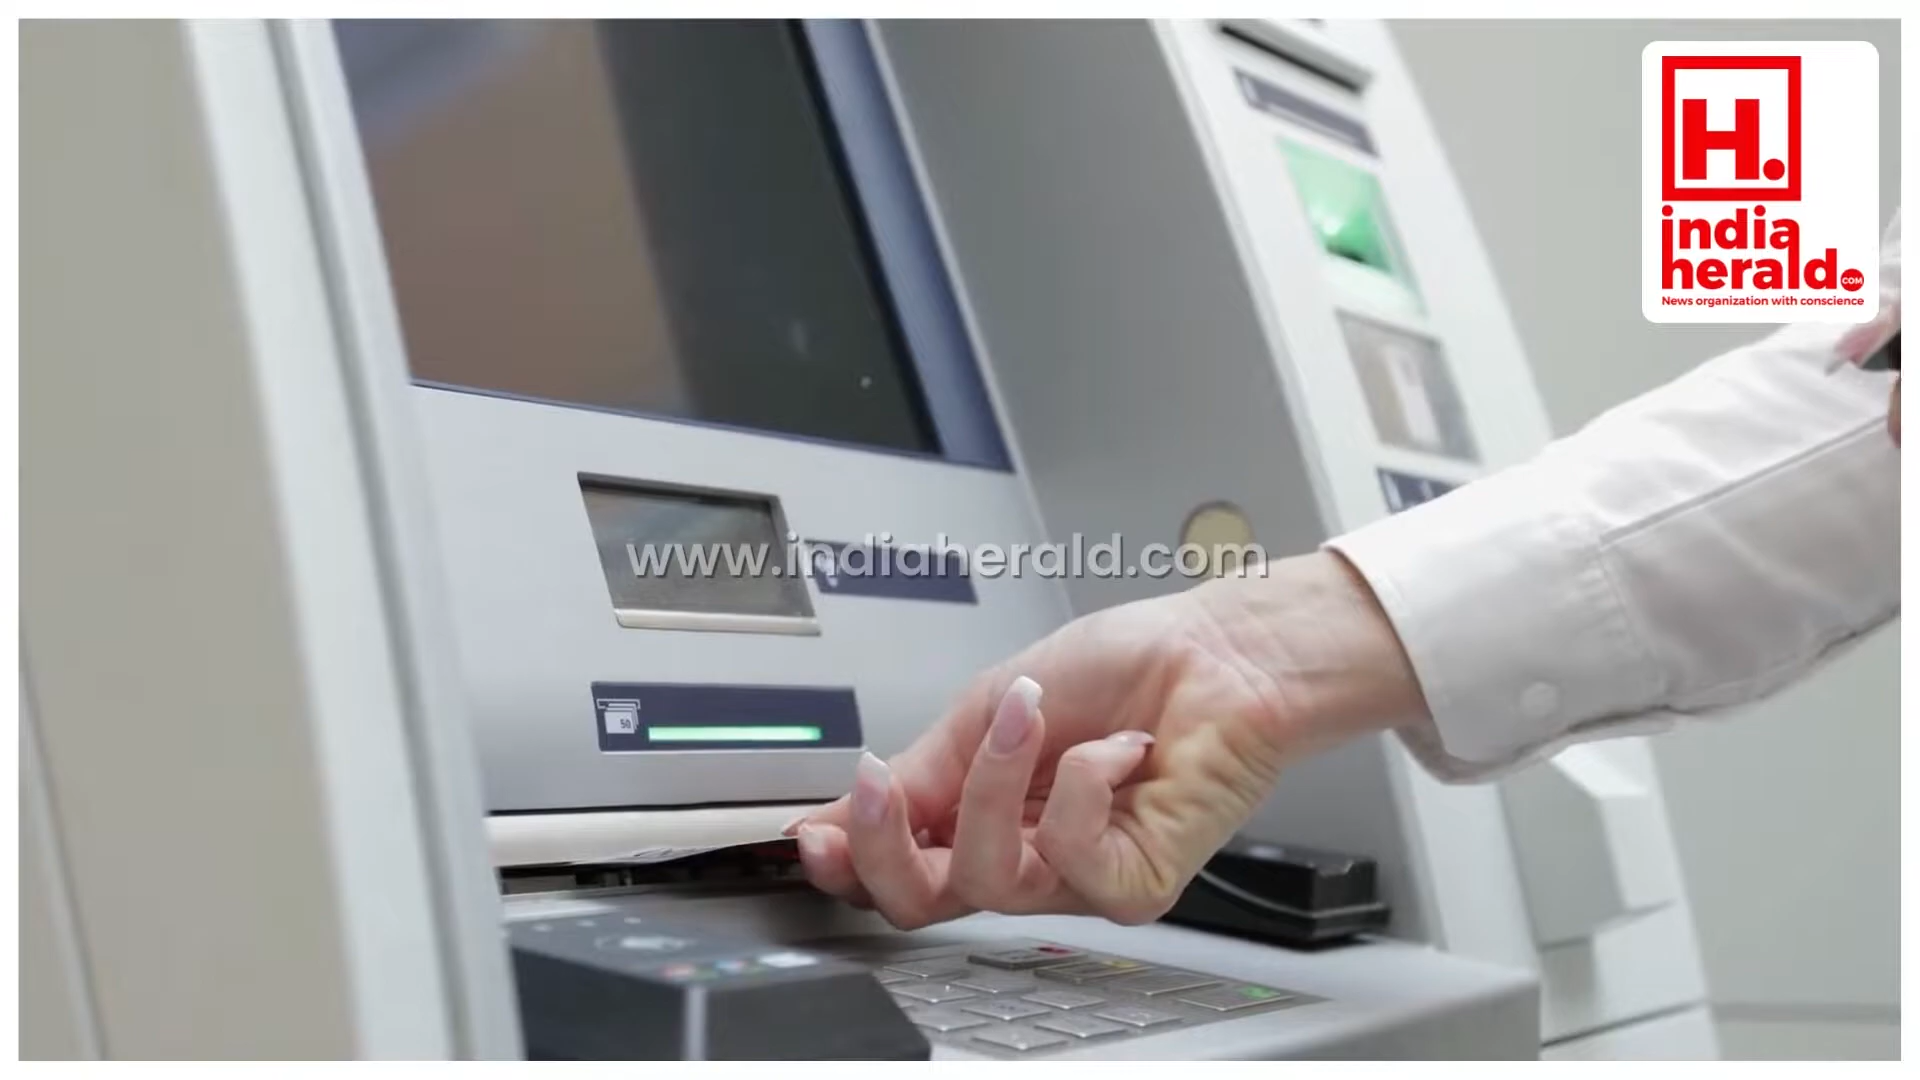 H.
india
herald.COM
News organization with conscience
www.indiaherald.com
50